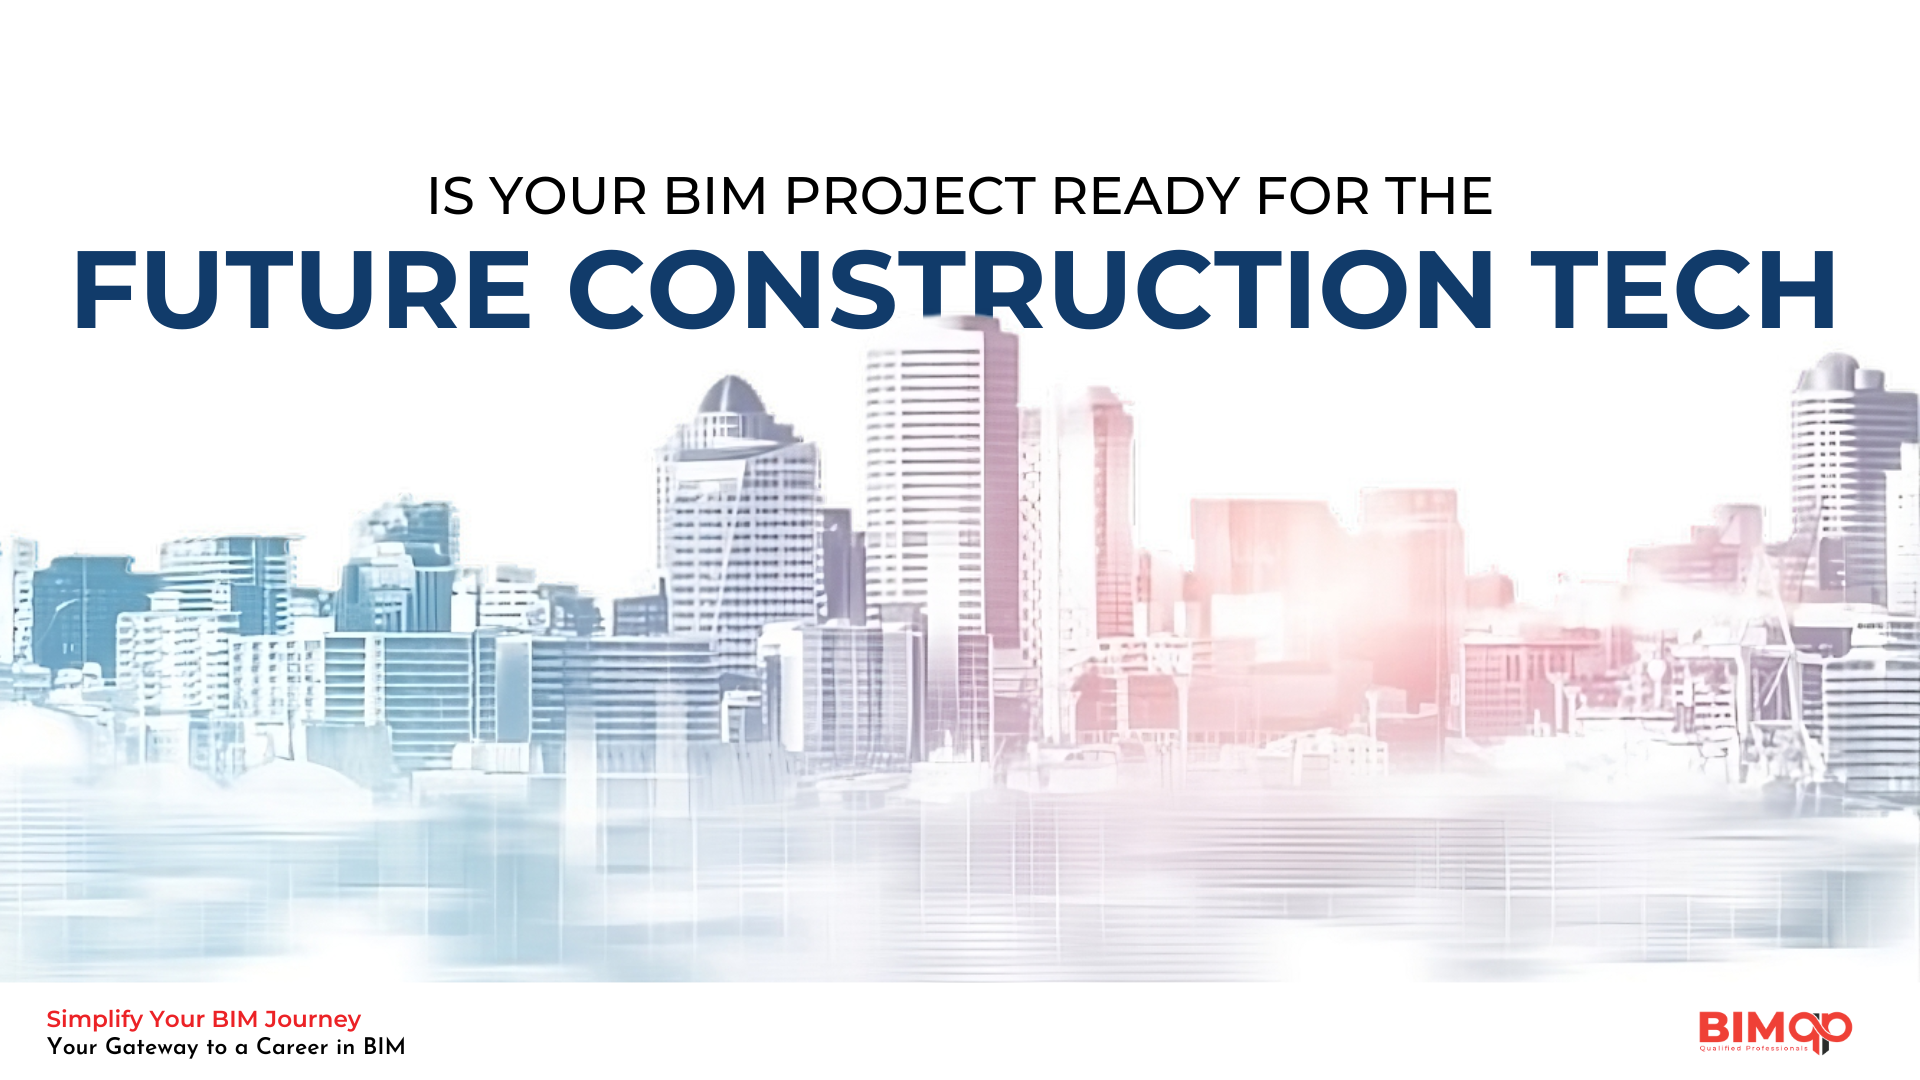 IS YOUR BIM PROJECT READY FOR THE
FUTURE CONSTRUCTION TECH
Simplify Your BIM Journey
Your Gateway to a Career in BIM
BIMqp
Qualified Professionals